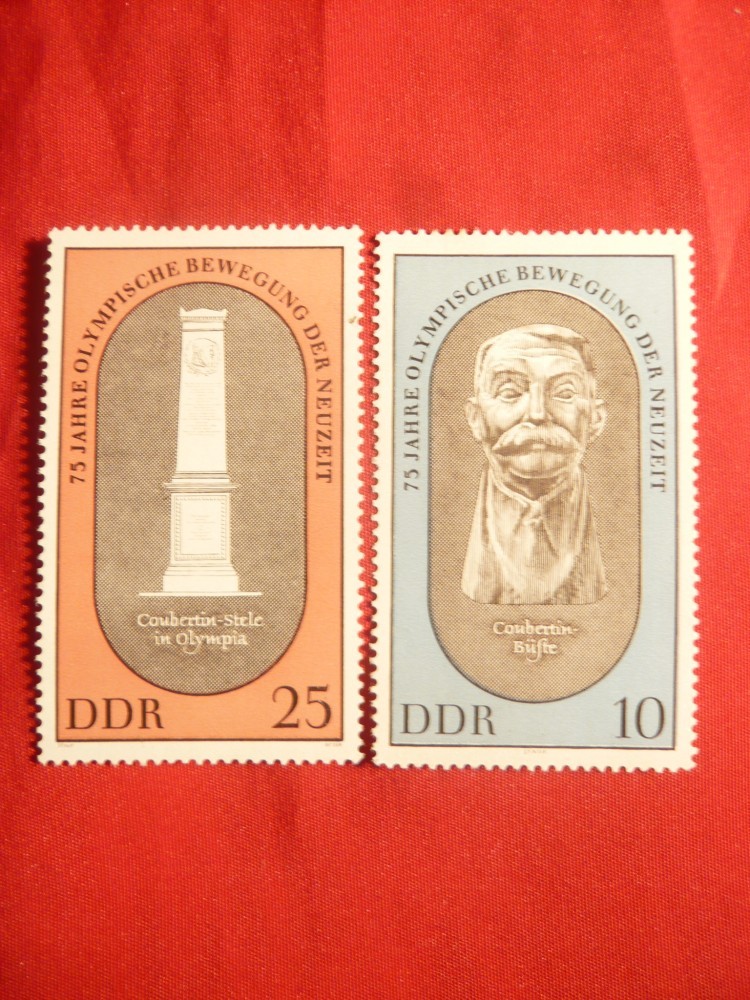 75 JAHRE OLYMPISCHE BEWEGUNG DER NEUZEIT
Coubertin-Stele
in Olympia
DDR 25
75 JAHRE OLYMPISCHE BEWEGUNG DER NEUZEIT
Coubertin-
Büſte
DDR 10